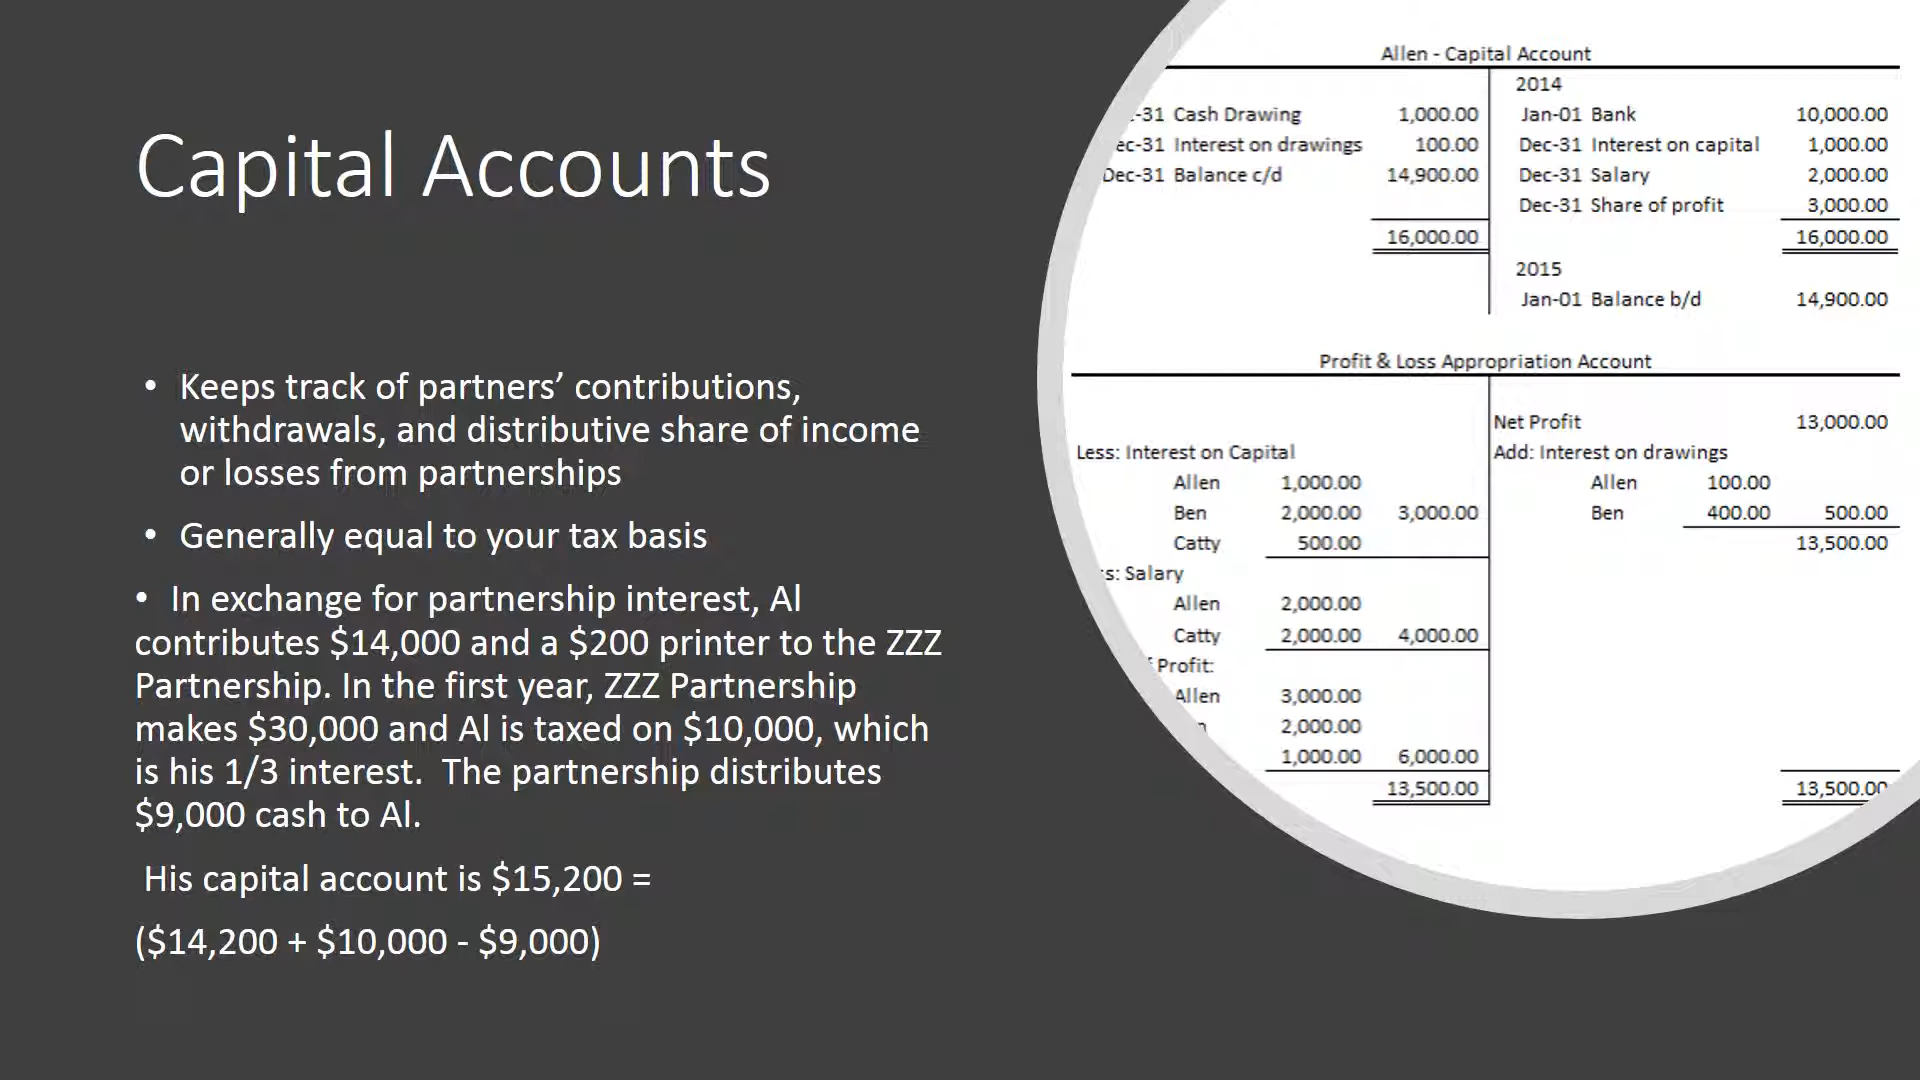 Capital Accounts
• Keeps track of partners’ contributions,
withdrawals, and distributive share of income
or losses from partnerships
• Generally equal to your tax basis
• In exchange for partnership interest, Al
contributes $14,000 and a $200 printer to the ZZZ
Partnership. In the first year, ZZZ Partnership
makes $30,000 and Al is taxed on $10,000, which
is his 1/3 interest. The partnership distributes
$9,000 cash to Al.
His capital account is $15,200 =
($14,200 + $10,000 - $9,000)
Allen - Capital Account
2014
-31 Cash Drawing 1,000.00 Jan-01 Bank 10,000.00
ec-31 Interest on drawings 100.00 Dec-31 Interest on capital 1,000.00
Dec-31 Balance c/d 14,900.00 Dec-31 Salary 2,000.00
Dec-31 Share of profit 3,000.00
16,000.00 16,000.00
2015
Jan-01 Balance b/d 14,900.00
Profit & Loss Appropriation Account
Net Profit 13,000.00
Less: Interest on Capital Add: Interest on drawings
Allen 1,000.00 Allen 100.00
Ben 2,000.00 3,000.00 Ben 400.00 500.00
Catty 500.00 13,500.00
s: Salary
Allen 2,000.00
Catty 2,000.00 4,000.00
Profit:
Allen 3,000.00
2,000.00
1,000.00 6,000.00
13,500.00 13,500.00